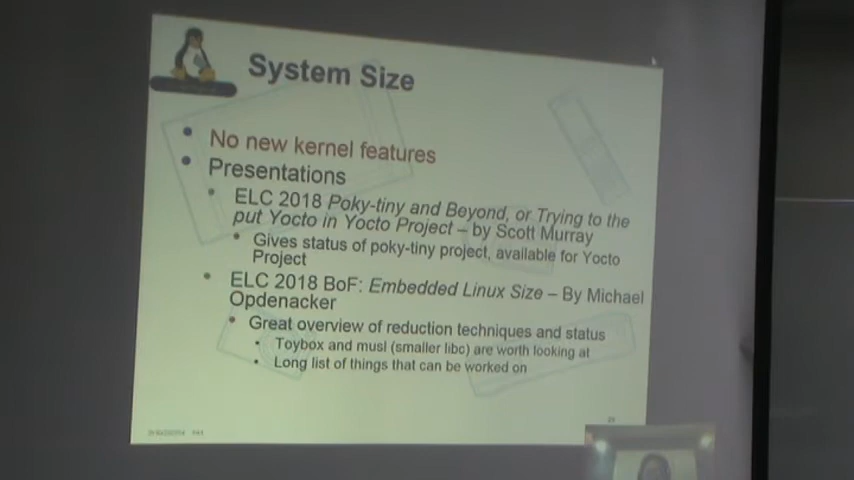 System Size
No new kernel features
Presentations
ELC 2018 Poky-tiny and Beyond, or Trying to the
put Yocto in Yocto Project – by Scott Murray
Gives status of poky-tiny project, available for Yocto
Project
ELC 2018 BoF: Embedded Linux Size – By Michael
Opdenacker
Great overview of reduction techniques and status
Toybox and musl (smaller libc) are worth looking at
Long list of things that can be worked on